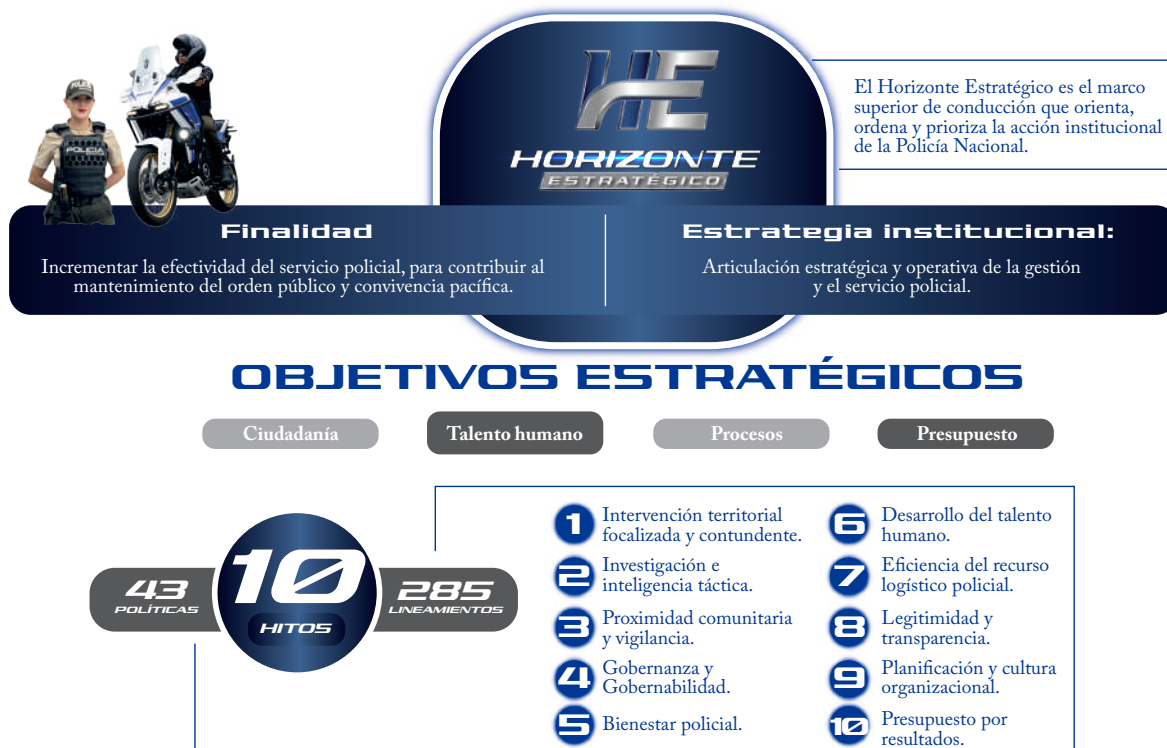 POLICÍA
HE
HORIZONTE
ESTRATÉGICO
El Horizonte Estratégico es el marco
superior de conducción que orienta,
ordena y prioriza la acción institucional
de la Policía Nacional.
Finalidad
Incrementar la efectividad del servicio policial, para contribuir al
mantenimiento del orden público y convivencia pacífica.
Estrategia institucional:
Articulación estratégica y operativa de la gestión
y el servicio policial.
OBJETIVOS ESTRATÉGICOS
Ciudadanía
Talento humano
Procesos
Presupuesto
43
POLÍTICAS
10
HITOS
285
LINEAMIENTOS
1 Intervención territorial
focalizada y contundente.
2 Investigación e
inteligencia táctica.
3 Proximidad comunitaria
y vigilancia.
4 Gobernanza y
Gobernabilidad.
5 Bienestar policial.
6 Desarrollo del talento
humano.
7 Eficiencia del recurso
logístico policial.
8 Legitimidad y
transparencia.
9 Planificación y cultura
organizacional.
10 Presupuesto por
resultados.